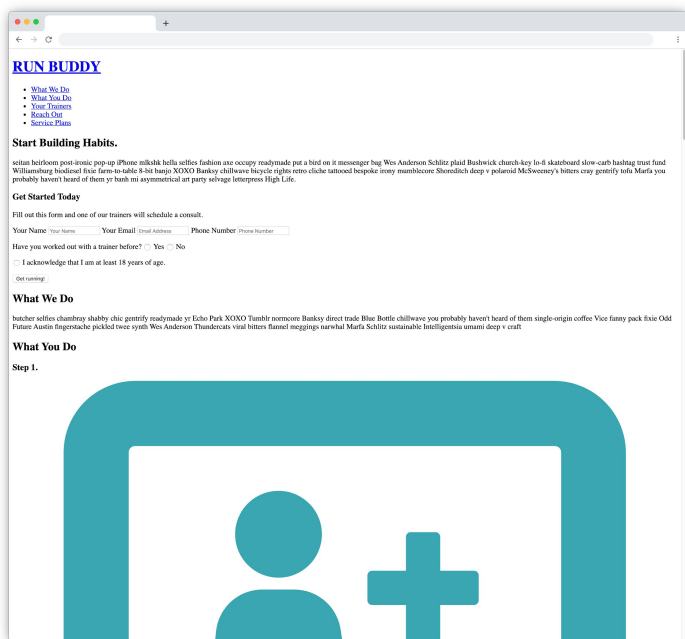 RUN BUDDY
What We Do
What You Do
Your Trainers
Reach Out
Service Plans
Start Building Habits.
seitan heirloom post-ironic pop-up iPhone mlkshk hella selfies fashion axe occupy readymade put a bird on it messenger bag Wes Anderson Schlitz plaid Bushwick church-key lo-fi skateboard slow-carb hashtag trust fund
Williamsburg biodiesel fixie farm-to-table 8-bit banjo XOXO Banksy chillwave bicycle rights retro cliche tattooed bespoke irony mumblecore Shoreditch deep v polaroid McSweeney's bitters cray gentrify tofu Marfa you
probably haven't heard of them yr banh mi asymmetrical art party selvage letterpress High Life.
Get Started Today
Fill out this form and one of our trainers will schedule a consult.
Your Name Your Name Your Email Email Address Phone Number Phone Number
Have you worked out with a trainer before? Yes No
I acknowledge that I am at least 18 years of age.
Get running!
What We Do
butcher selfies chambray shabby chic gentrify readymade yr Echo Park XOXO Tumblr normcore Banksy direct trade Blue Bottle chillwave you probably haven't heard of them single-origin coffee Vice fanny pack fixie Odd
Future Austin fingerstache pickled twee synth Wes Anderson Thundercats viral bitters flannel meggings narwhal Marfa Schlitz sustainable Intelligentsia umami deep v craft
What You Do
Step 1.